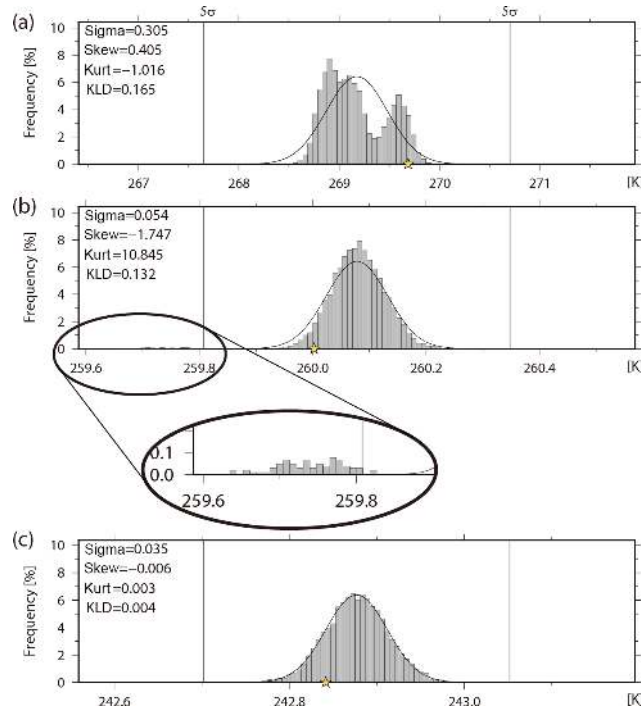 5σ 5σ
(a)
Sigma=0.305
Skew=0.405
Kurt=−1.016
KLD=0.165
Frequency [%]
10
8
6
4
2
0
267 268 269 270 271 [K]
(b)
Sigma=0.054
Skew=−1.747
Kurt=10.845
KLD=0.132
Frequency [%]
10
8
6
4
2
0
259.6 259.8 260.0 260.2 260.4 [K]
0.1
0.0
259.6 259.8
(c)
Sigma=0.035
Skew=−0.006
Kurt=0.003
KLD=0.004
Frequency [%]
10
8
6
4
2
0
242.6 242.8 243.0 [K]